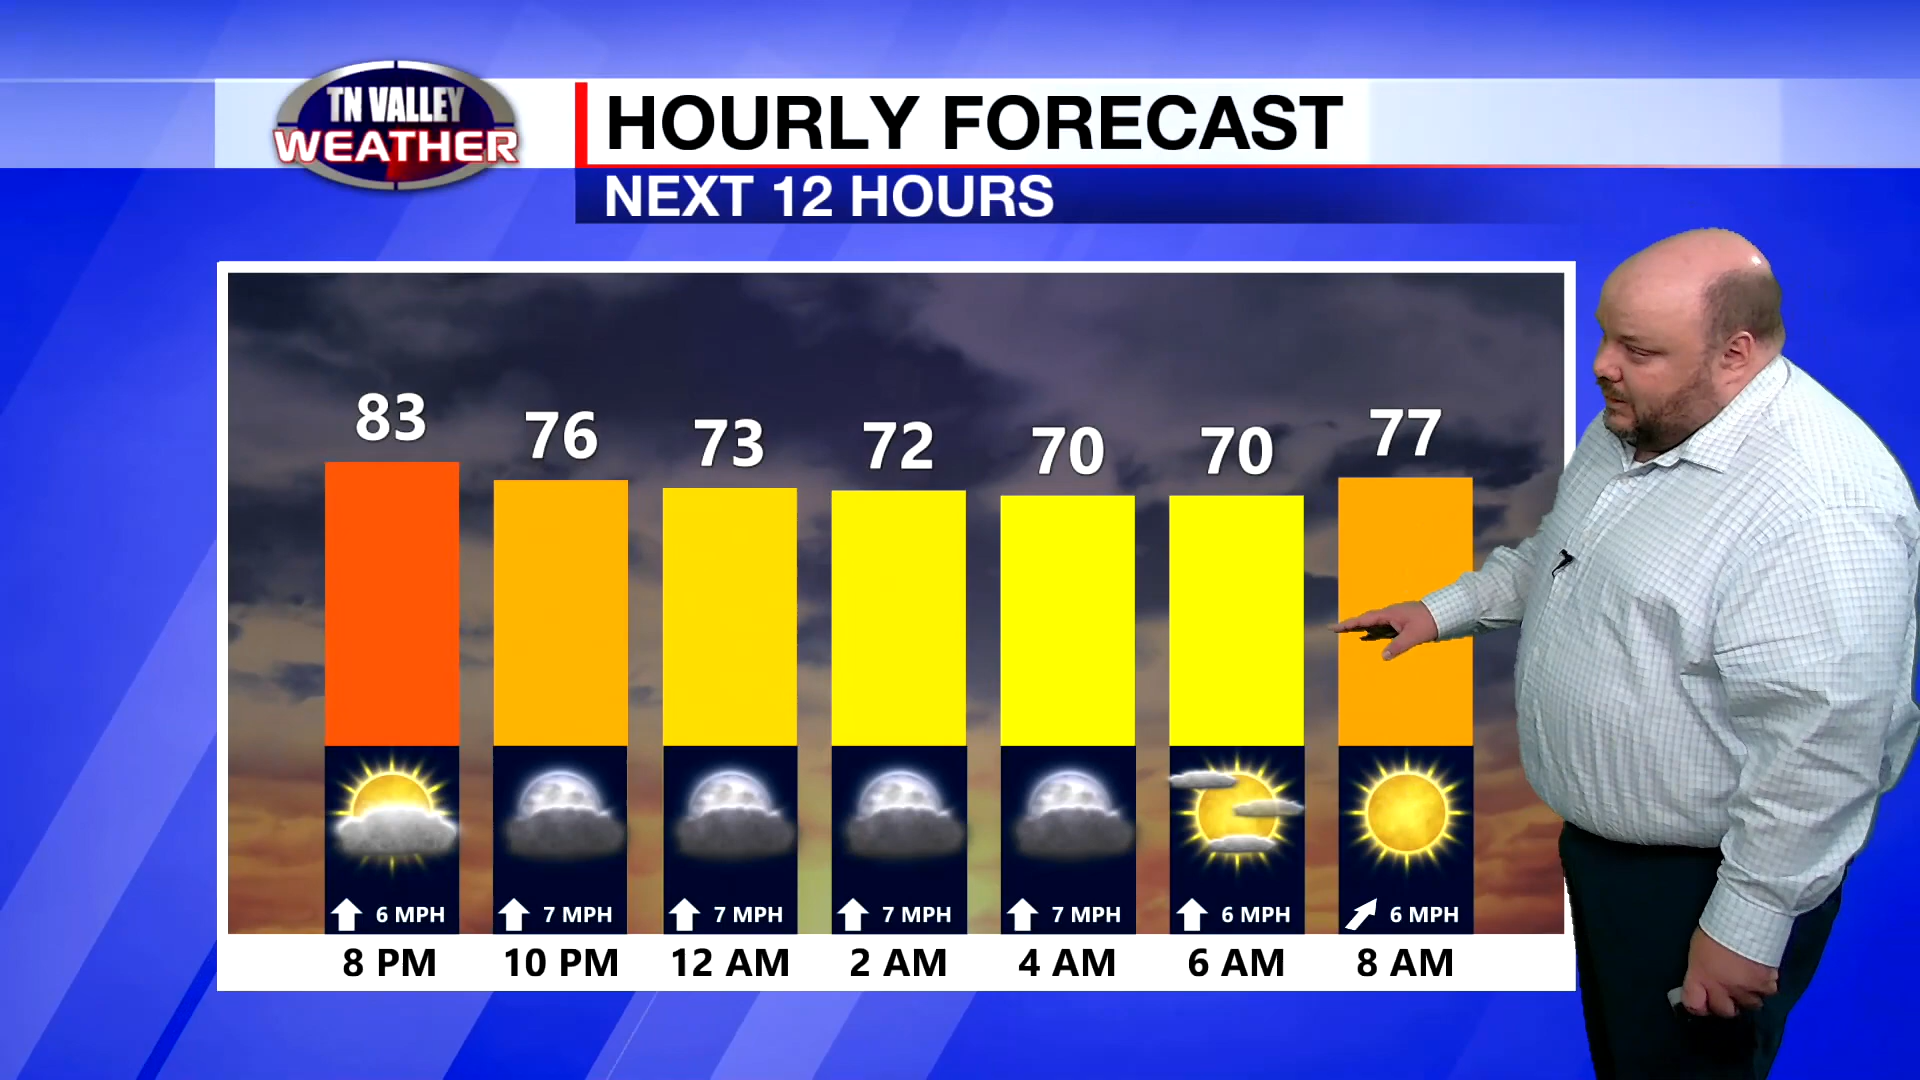 TN VALLEY
WEATHER
HOURLY FORECAST
NEXT 12 HOURS
83 76 73 72 70 70 77
6 MPH 7 MPH 7 MPH 7 MPH 7 MPH 6 MPH 6 MPH
8 PM 10 PM 12 AM 2 AM 4 AM 6 AM 8 AM